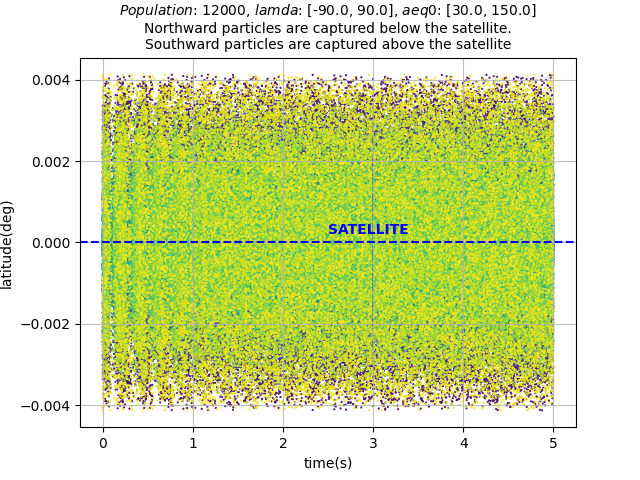 Population: 12000, lamda: [-90.0, 90.0], aeq0: [30.0, 150.0]
Northward particles are captured below the satellite.
Southward particles are captured above the satellite
0.004
0.002
0.000
−0.002
−0.004
latitude(deg)
SATELLITE
0 1 2 3 4 5
time(s)